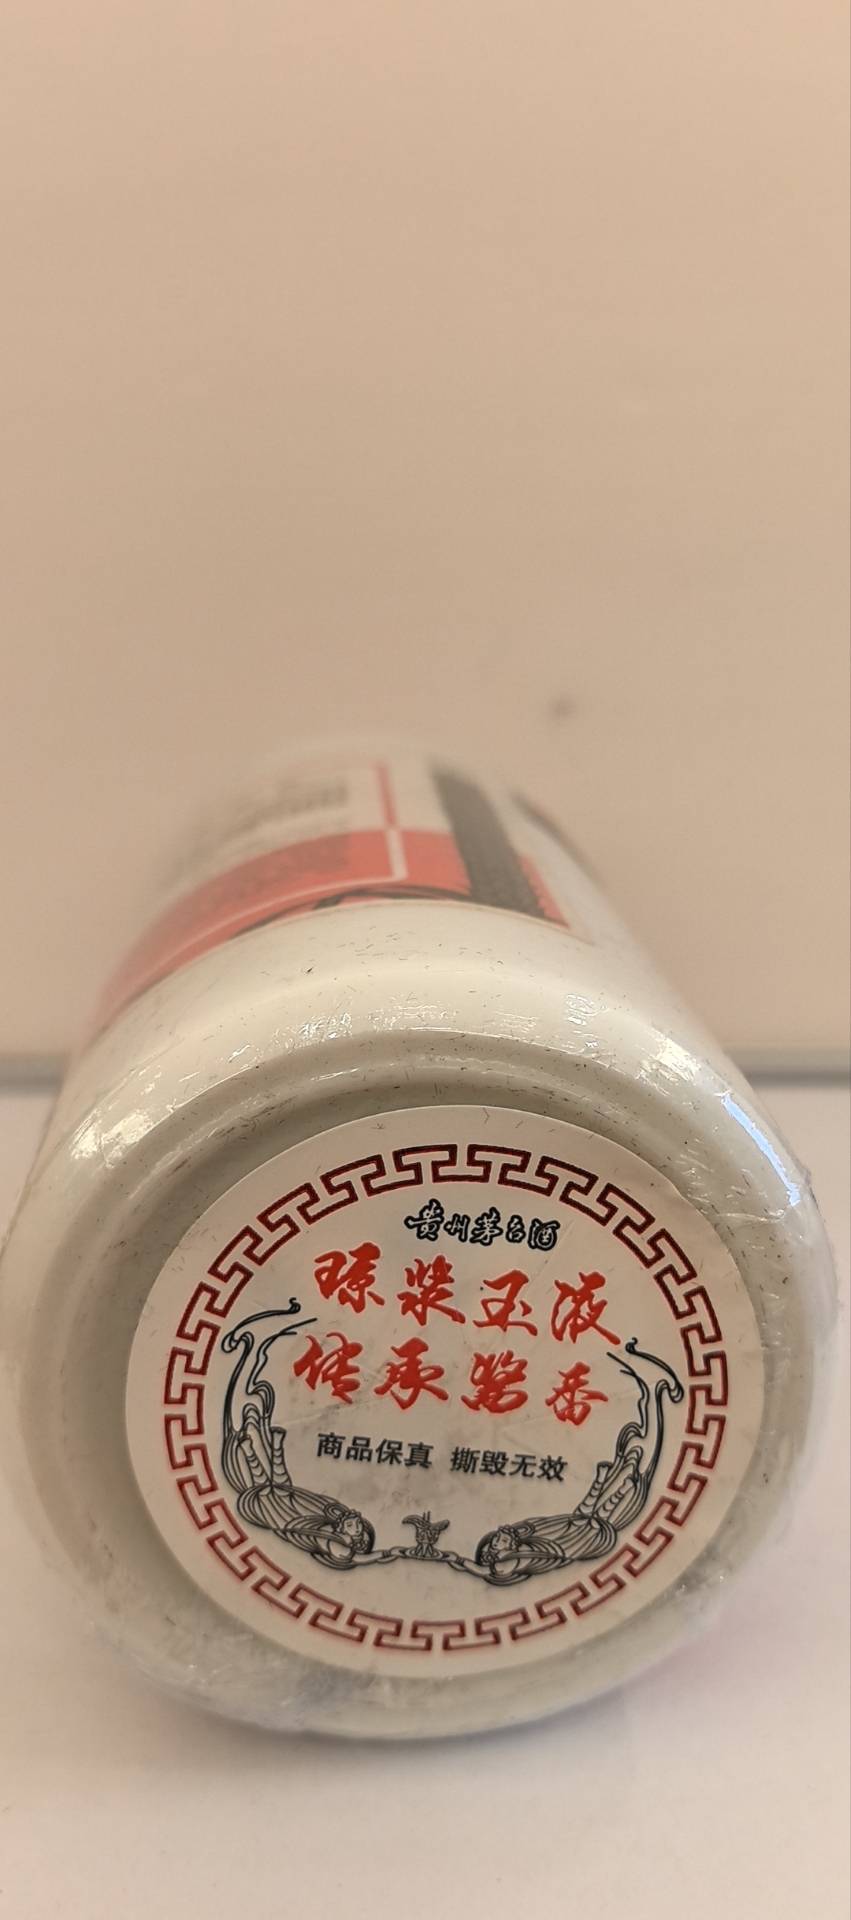 贵州茅台酒
琼浆玉液
传承酱香
商品保真 撕毁无效